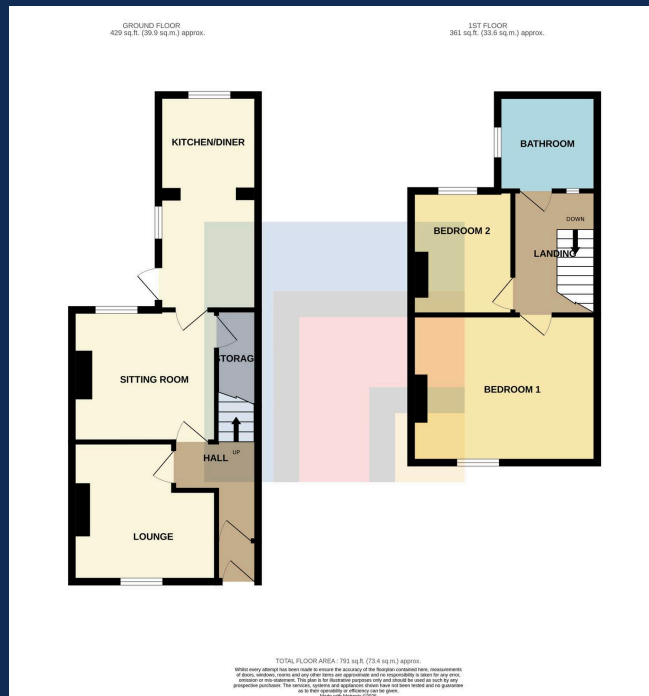 GROUND FLOOR
429 sq.ft. (39.9 sq.m.) approx.
1ST FLOOR
361 sq.ft. (33.6 sq.m.) approx.
KITCHEN/DINER
BATHROOM
BEDROOM 2
DOWN
LANDING
STORAG
SITTING ROOM
BEDROOM 1
UP
HALL
LOUNGE
TOTAL FLOOR AREA : 791 sq.ft. (73.4 sq.m.) approx.
Whilst every attempt has been made to ensure the accuracy of the floorplan contained here, measurements
of doors, windows, rooms and any other items are approximate and no responsibility is taken for any error,
omission or mis-statement. This plan is for illustrative purposes only and should be used as such by any
prospective purchaser. The services, systems and appliances shown have not been tested and no guarantee
as to their operability or efficiency can be given.
Made with Metropix